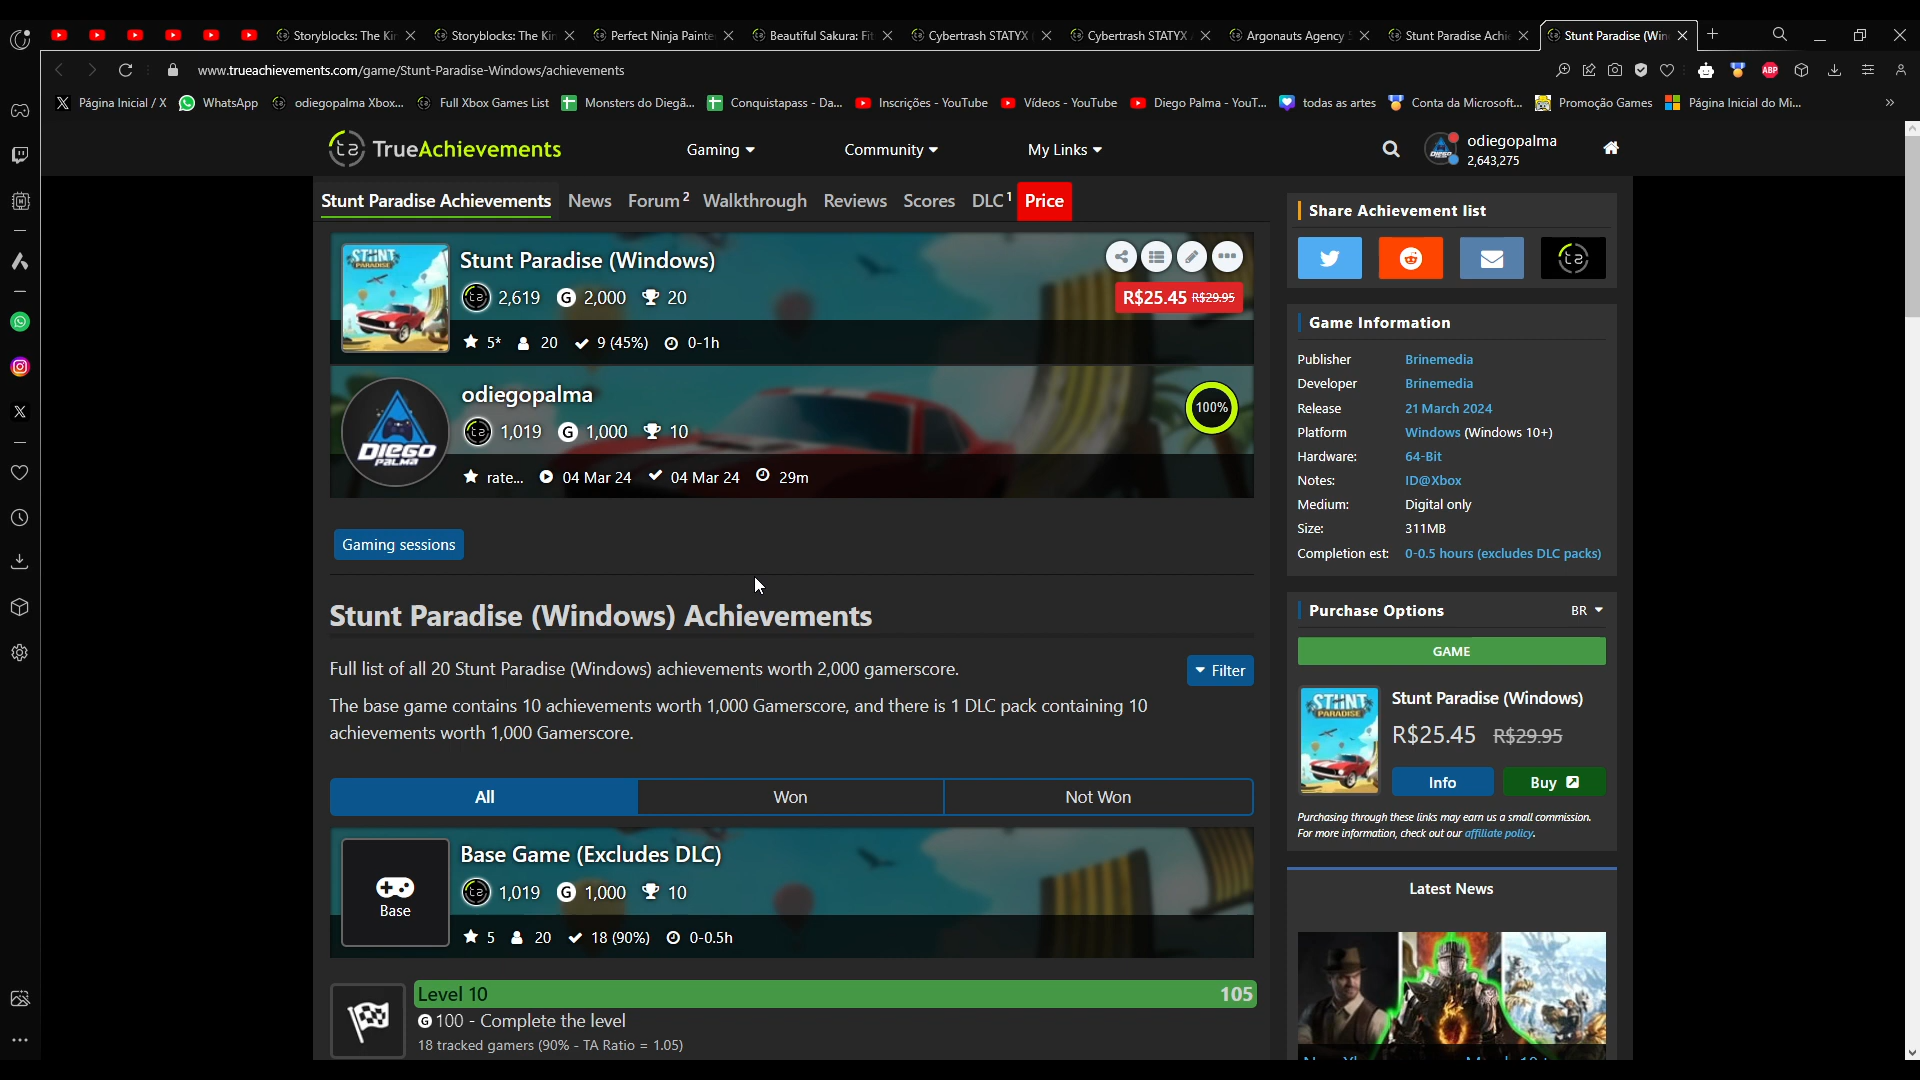 Storyblocks: The Kir
Storyblocks: The Kir
Perfect Ninja Painte
Beautiful Sakura: Fit
Cybertrash STATYX
Cybertrash STATYX
Argonauts Agency
Stunt Paradise Achi
Stunt Paradise (Win
www.trueachievements.com/game/Stunt-Paradise-Windows/achievements
ABP
Página Inicial / X
WhatsApp
odiegopalma Xbox...
Full Xbox Games List
Monsters do Diegã...
Conquistapass - Da...
Inscrições - YouTube
Vídeos - YouTube
Diego Palma - YouT...
todas as artes
Conta da Microsoft...
Promoção Games
Página Inicial do Mi...
TrueAchievements
Gaming
Community
My Links
odiegopalma
2,643,275
Stunt Paradise Achievements
News
Forum 2
Walkthrough
Reviews
Scores
DLC 1
Price
STUNT
PARADISE
Stunt Paradise (Windows)
2,619 G 2,000 20
R$25.45 R$29.95
5* 20 9 (45%) 0-1h
DIEGO
PALMA
odiegopalma
1,019 G 1,000 10
100%
rate... 04 Mar 24 04 Mar 24 29m
Gaming sessions
Stunt Paradise (Windows) Achievements
Full list of all 20 Stunt Paradise (Windows) achievements worth 2,000 gamerscore.
Filter
The base game contains 10 achievements worth 1,000 Gamerscore, and there is 1 DLC pack containing 10
achievements worth 1,000 Gamerscore.
All
Won
Not Won
Base
Base Game (Excludes DLC)
1,019 G 1,000 10
5 20 18 (90%) 0-0.5h
Level 10 105
G 100 - Complete the level
18 tracked gamers (90% - TA Ratio = 1.05)
Share Achievement list
Game Information
Publisher Brinemedia
Developer Brinemedia
Release 21 March 2024
Platform Windows (Windows 10+)
Hardware: 64-Bit
Notes: ID@Xbox
Medium: Digital only
Size: 311MB
Completion est: 0-0.5 hours (excludes DLC packs)
Purchase Options BR
GAME
STUNT
PARADISE
Stunt Paradise (Windows)
R$25.45 R$29.95
Info
Buy
Purchasing through these links may earn us a small commission.
For more information, check out our affiliate policy.
Latest News